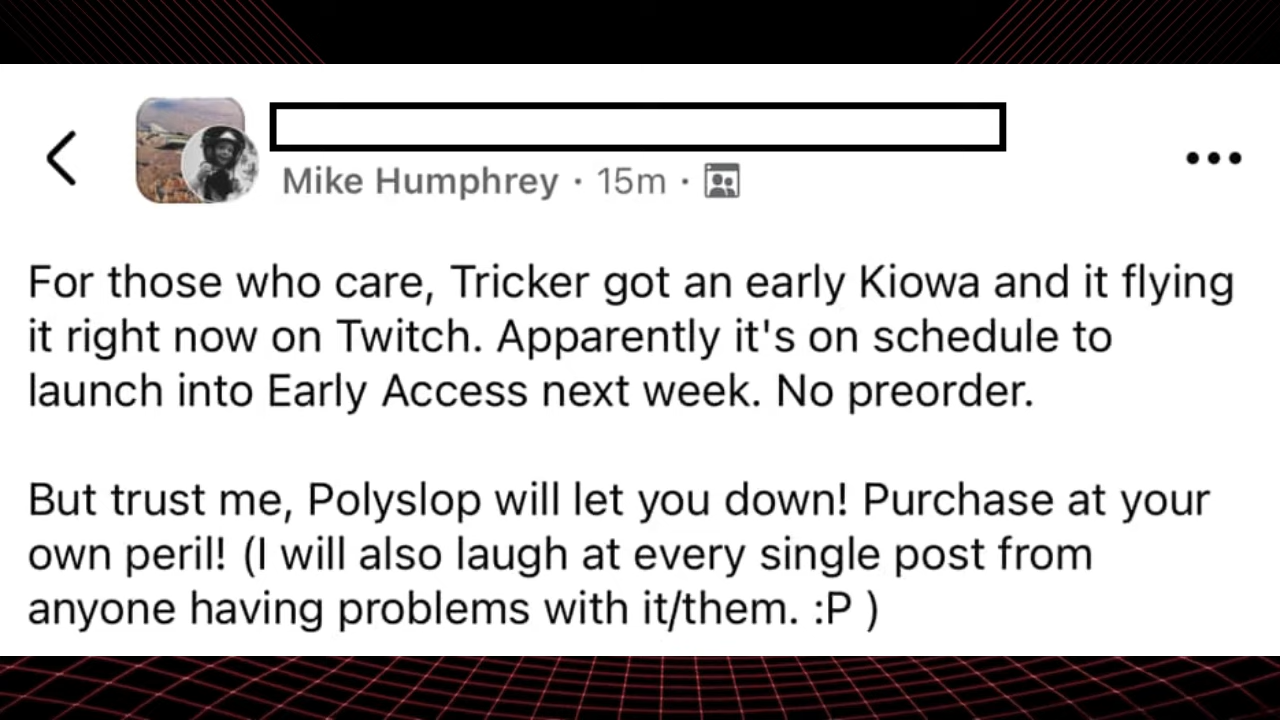 Mike Humphrey · 15m ·
For those who care, Tricker got an early Kiowa and it flying
it right now on Twitch. Apparently it's on schedule to
launch into Early Access next week. No preorder.
But trust me, Polyslop will let you down! Purchase at your
own peril! (I will also laugh at every single post from
anyone having problems with it/them. :P )